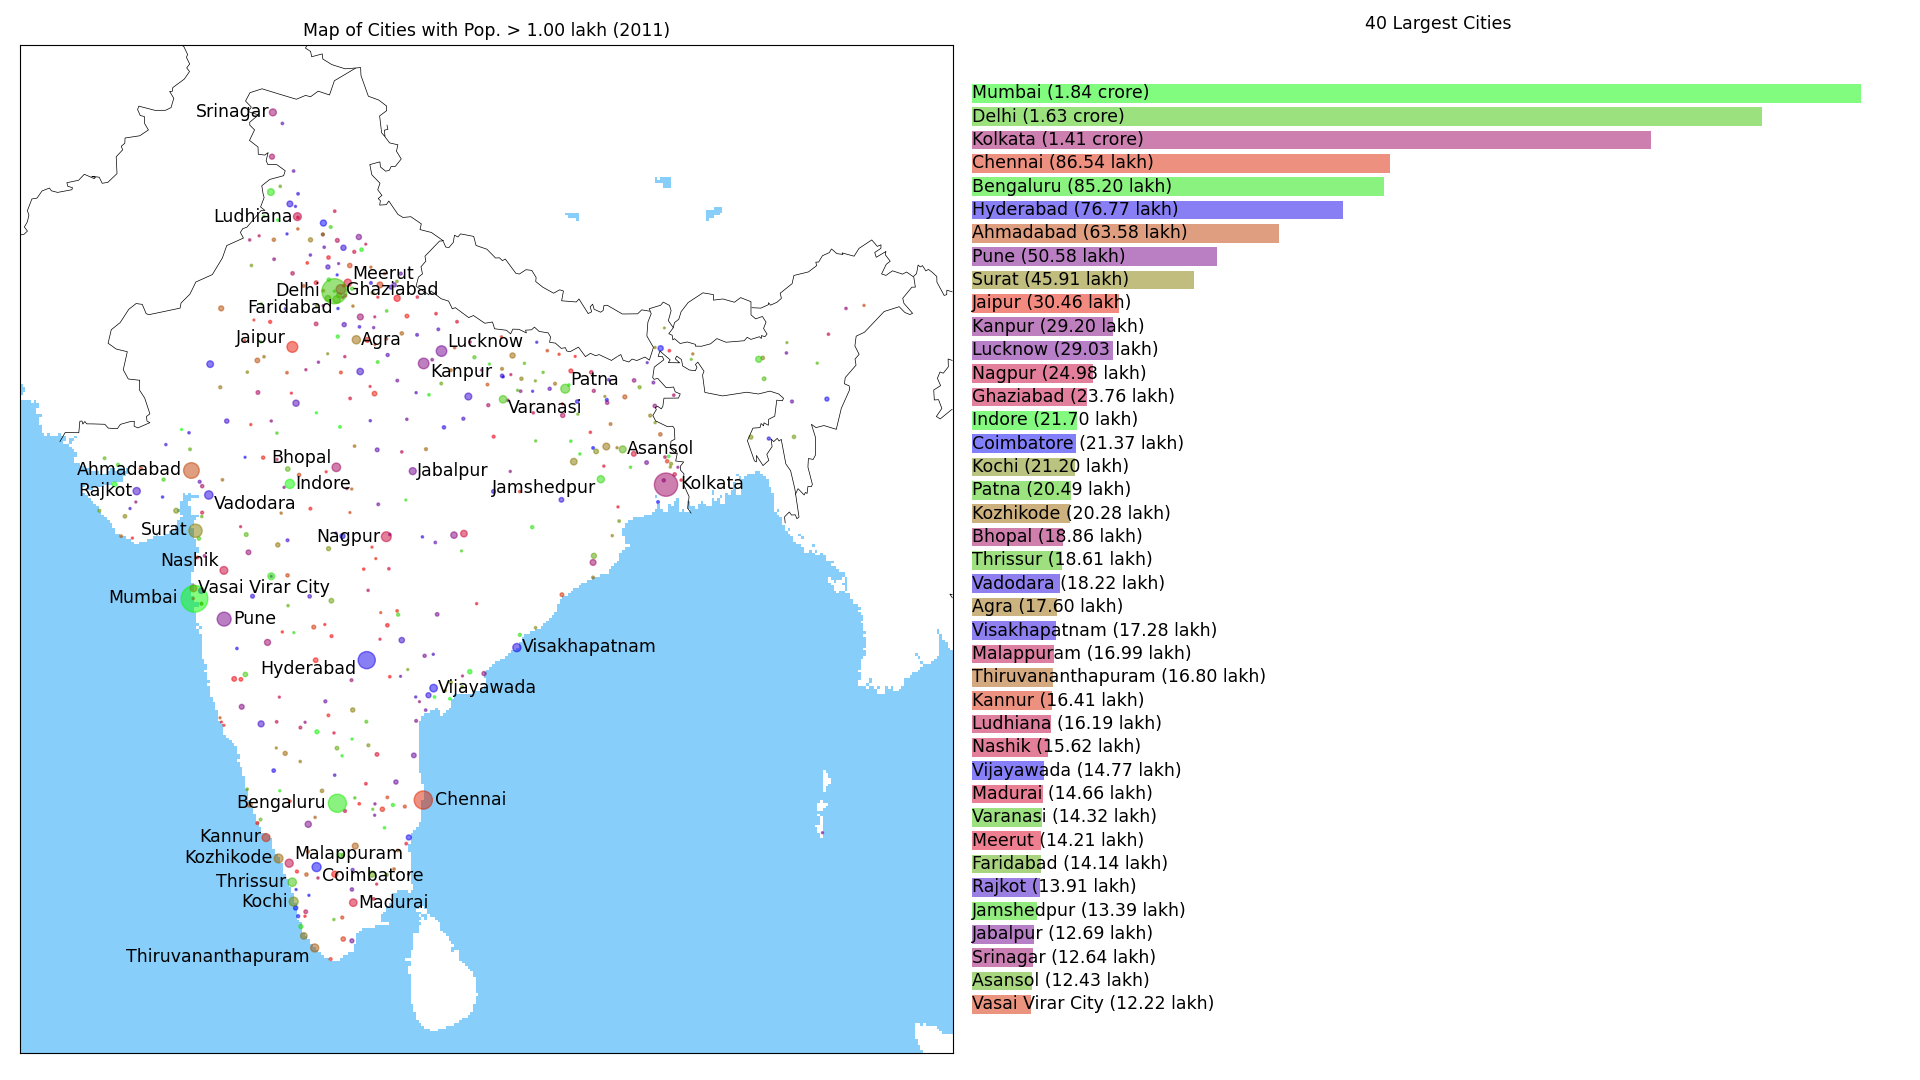 Map of Cities with Pop. > 1.00 lakh (2011)
Srinagar
Ludhiana
Meerut
Delhi
Ghaziabad
Faridabad
Jaipur
Agra
Lucknow
Kanpur
Patna
Varanasi
Asansol
Bhopal
Ahmadabad
Jabalpur
Indore
Kolkata
Jamshedpur
Rajkot
Vadodara
Surat
Nagpur
Nashik
Vasai Virar City
Mumbai
Pune
Visakhapatnam
Hyderabad
Vijayawada
Bengaluru
Chennai
Kannur
Malappuram
Kozhikode
Coimbatore
Thrissur
Kochi
Madurai
Thiruvananthapuram
40 Largest Cities
Mumbai (1.84 crore)
Delhi (1.63 crore)
Kolkata (1.41 crore)
Chennai (86.54 lakh)
Bengaluru (85.20 lakh)
Hyderabad (76.77 lakh)
Ahmadabad (63.58 lakh)
Pune (50.58 lakh)
Surat (45.91 lakh)
Jaipur (30.46 lakh)
Kanpur (29.20 lakh)
Lucknow (29.03 lakh)
Nagpur (24.98 lakh)
Ghaziabad (23.76 lakh)
Indore (21.70 lakh)
Coimbatore (21.37 lakh)
Kochi (21.20 lakh)
Patna (20.49 lakh)
Kozhikode (20.28 lakh)
Bhopal (18.86 lakh)
Thrissur (18.61 lakh)
Vadodara (18.22 lakh)
Agra (17.60 lakh)
Visakhapatnam (17.28 lakh)
Malappuram (16.99 lakh)
Thiruvananthapuram (16.80 lakh)
Kannur (16.41 lakh)
Ludhiana (16.19 lakh)
Nashik (15.62 lakh)
Vijayawada (14.77 lakh)
Madurai (14.66 lakh)
Varanasi (14.32 lakh)
Meerut (14.21 lakh)
Faridabad (14.14 lakh)
Rajkot (13.91 lakh)
Jamshedpur (13.39 lakh)
Jabalpur (12.69 lakh)
Srinagar (12.64 lakh)
Asansol (12.43 lakh)
Vasai Virar City (12.22 lakh)